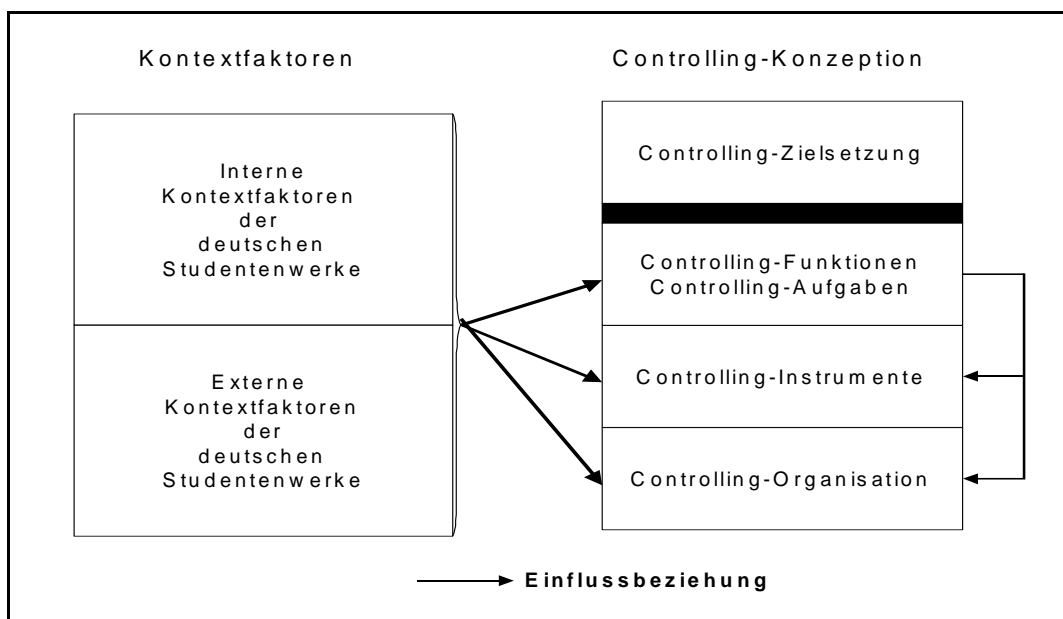 Kontextfaktoren
Controlling-Konzeption
Interne
Kontextfaktoren
der
deutschen
Studentenwerke
Externe
Kontextfaktoren
der
deutschen
Studentenwerke
Controlling-Zielsetzung
Controlling-Funktionen
Controlling-Aufgaben
Controlling-Instrumente
Controlling-Organisation
Einflussbeziehung